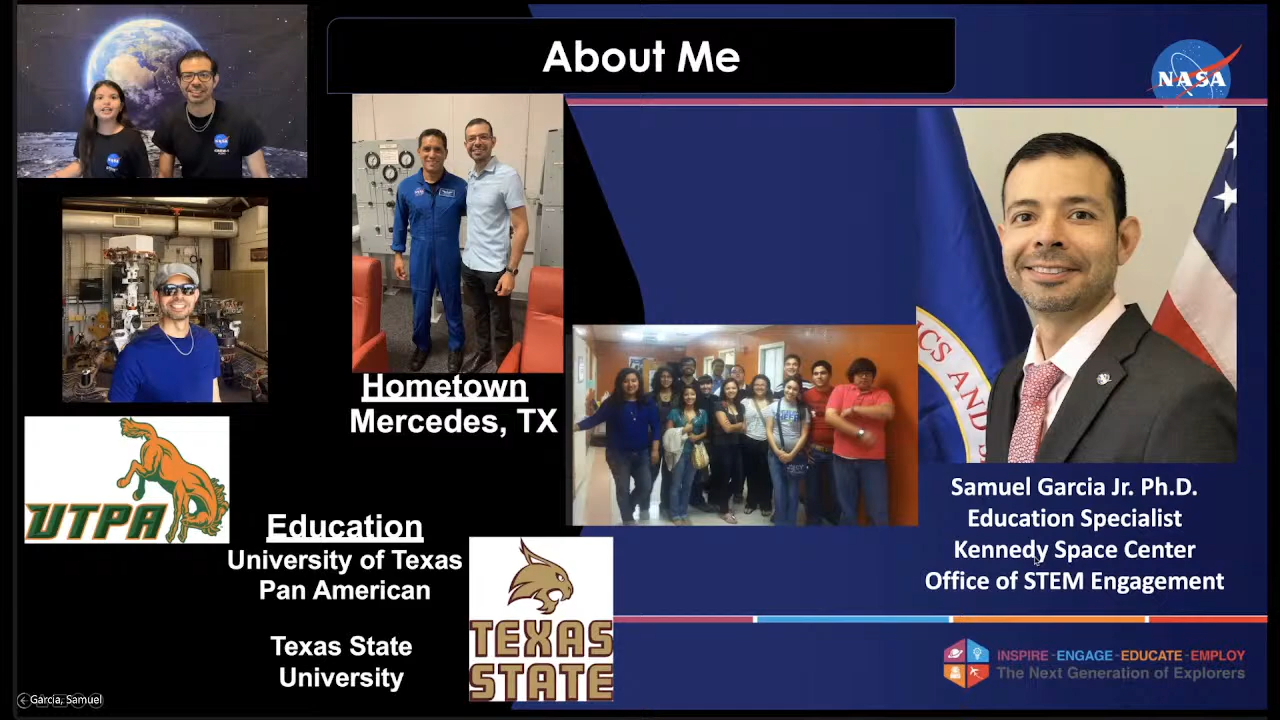 About Me
NASA
Hometown
Mercedes, TX
UTPA
Education
University of Texas
Pan American
Texas State
University
TEXAS
STATE
ICS AND
Samuel Garcia Jr. Ph.D.
Education Specialist
Kennedy Space Center
Office of STEM Engagement
INSPIRE - ENGAGE - EDUCATE - EMPLOY
The Next Generation of Explorers
Garcia, Samuel